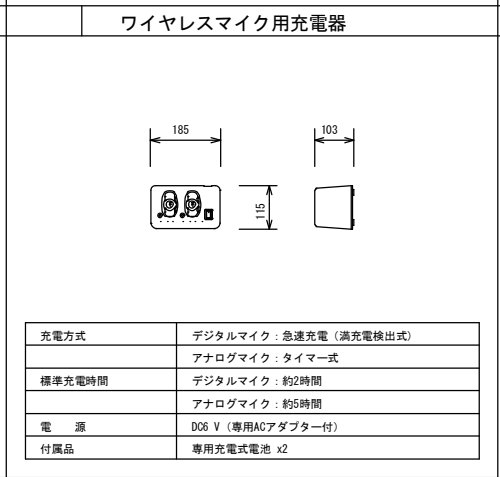 ワイヤレスマイク用充電器
185
103
115
充電方式 デジタルマイク：急速充電（満充電検出式）
アナログマイク：タイマー式
標準充電時間 デジタルマイク：約2時間
アナログマイク：約5時間
電　源 DC6 V（専用ACアダプター付）
付属品 専用充電式電池 x2